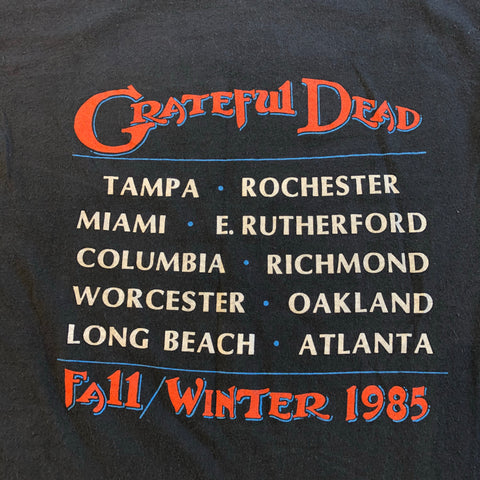 GRATEFUL DEAD
TAMPA · ROCHESTER
MIAMI · E. RUTHERFORD
COLUMBIA · RICHMOND
WORCESTER · OAKLAND
LONG BEACH · ATLANTA
FALL/WINTER 1985